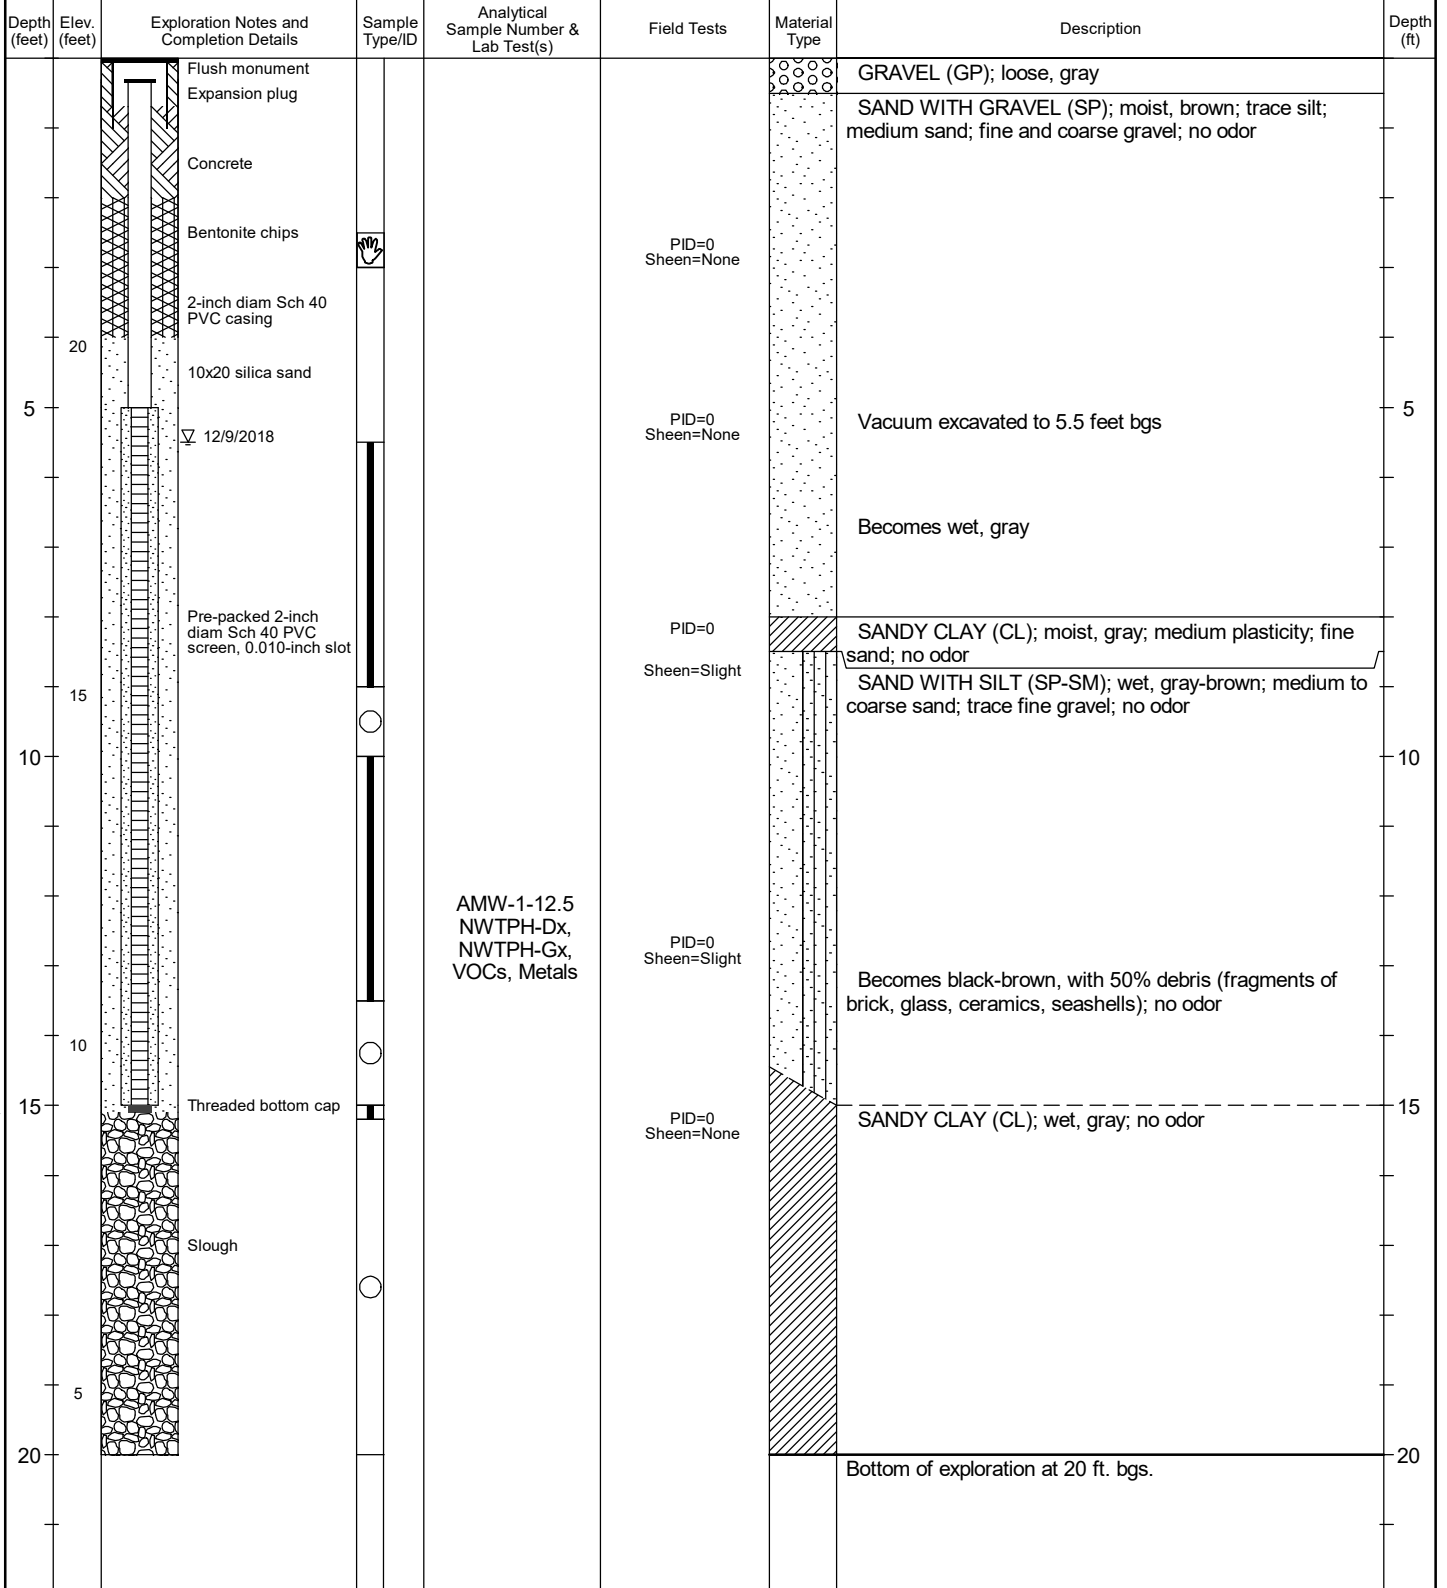 Depth
(feet)
Elev.
(feet)
Exploration Notes and
Completion Details
Sample
Type/ID
Analytical
Sample Number &
Lab Test(s)
Field Tests
Material
Type
Description
Depth
(ft)
Flush monument
Expansion plug
GRAVEL (GP); loose, gray
SAND WITH GRAVEL (SP); moist, brown; trace silt;
medium sand; fine and coarse gravel; no odor
Concrete
Bentonite chips
PID=0
Sheen=None
2-inch diam Sch 40
PVC casing
20
10x20 silica sand
5
PID=0
Sheen=None
Vacuum excavated to 5.5 feet bgs
5
12/9/2018
Becomes wet, gray
Pre-packed 2-inch
diam Sch 40 PVC
screen, 0.010-inch slot
PID=0
Sheen=Slight
SANDY CLAY (CL); moist, gray; medium plasticity; fine
sand; no odor
SAND WITH SILT (SP-SM); wet, gray-brown; medium to
coarse sand; trace fine gravel; no odor
15
10
10
AMW-1-12.5
NWTPH-Dx,
NWTPH-Gx,
VOCs, Metals
PID=0
Sheen=Slight
Becomes black-brown, with 50% debris (fragments of
brick, glass, ceramics, seashells); no odor
10
15
Threaded bottom cap
PID=0
Sheen=None
SANDY CLAY (CL); wet, gray; no odor
15
Slough
5
20
20
Bottom of exploration at 20 ft. bgs.